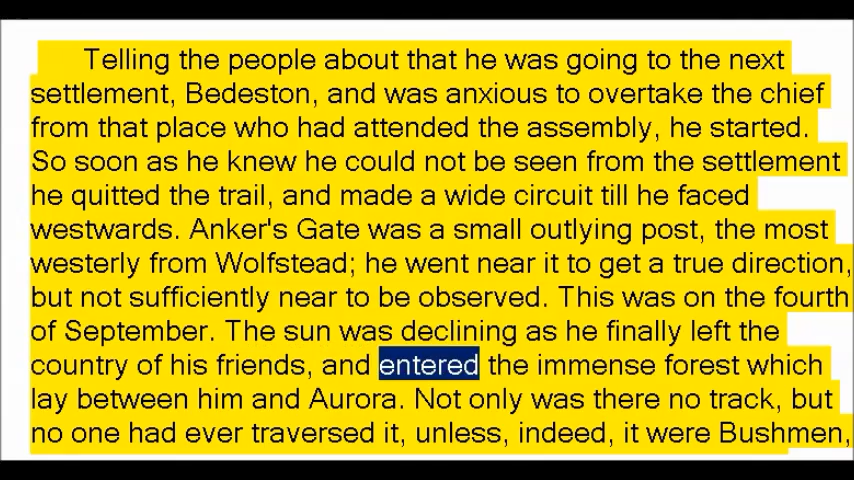 Telling the people about that he was going to the next
settlement, Bedeston, and was anxious to overtake the chief
from that place who had attended the assembly, he started.
So soon as he knew he could not be seen from the settlement
he quitted the trail, and made a wide circuit till he faced
westwards. Anker's Gate was a small outlying post, the most
westerly from Wolfstead; he went near it to get a true direction,
but not sufficiently near to be observed. This was on the fourth
of September. The sun was declining as he finally left the
country of his friends, and entered the immense forest which
lay between him and Aurora. Not only was there no track, but
no one had ever traversed it, unless, indeed, it were Bushmen,